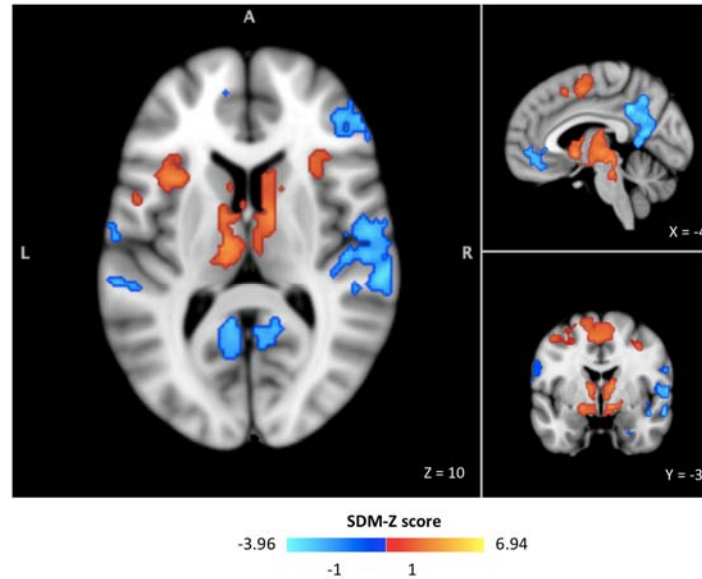 A
L
R
Z = 10
X = -4
Y = -3
SDM-Z score
-3.96
6.94
-1
1